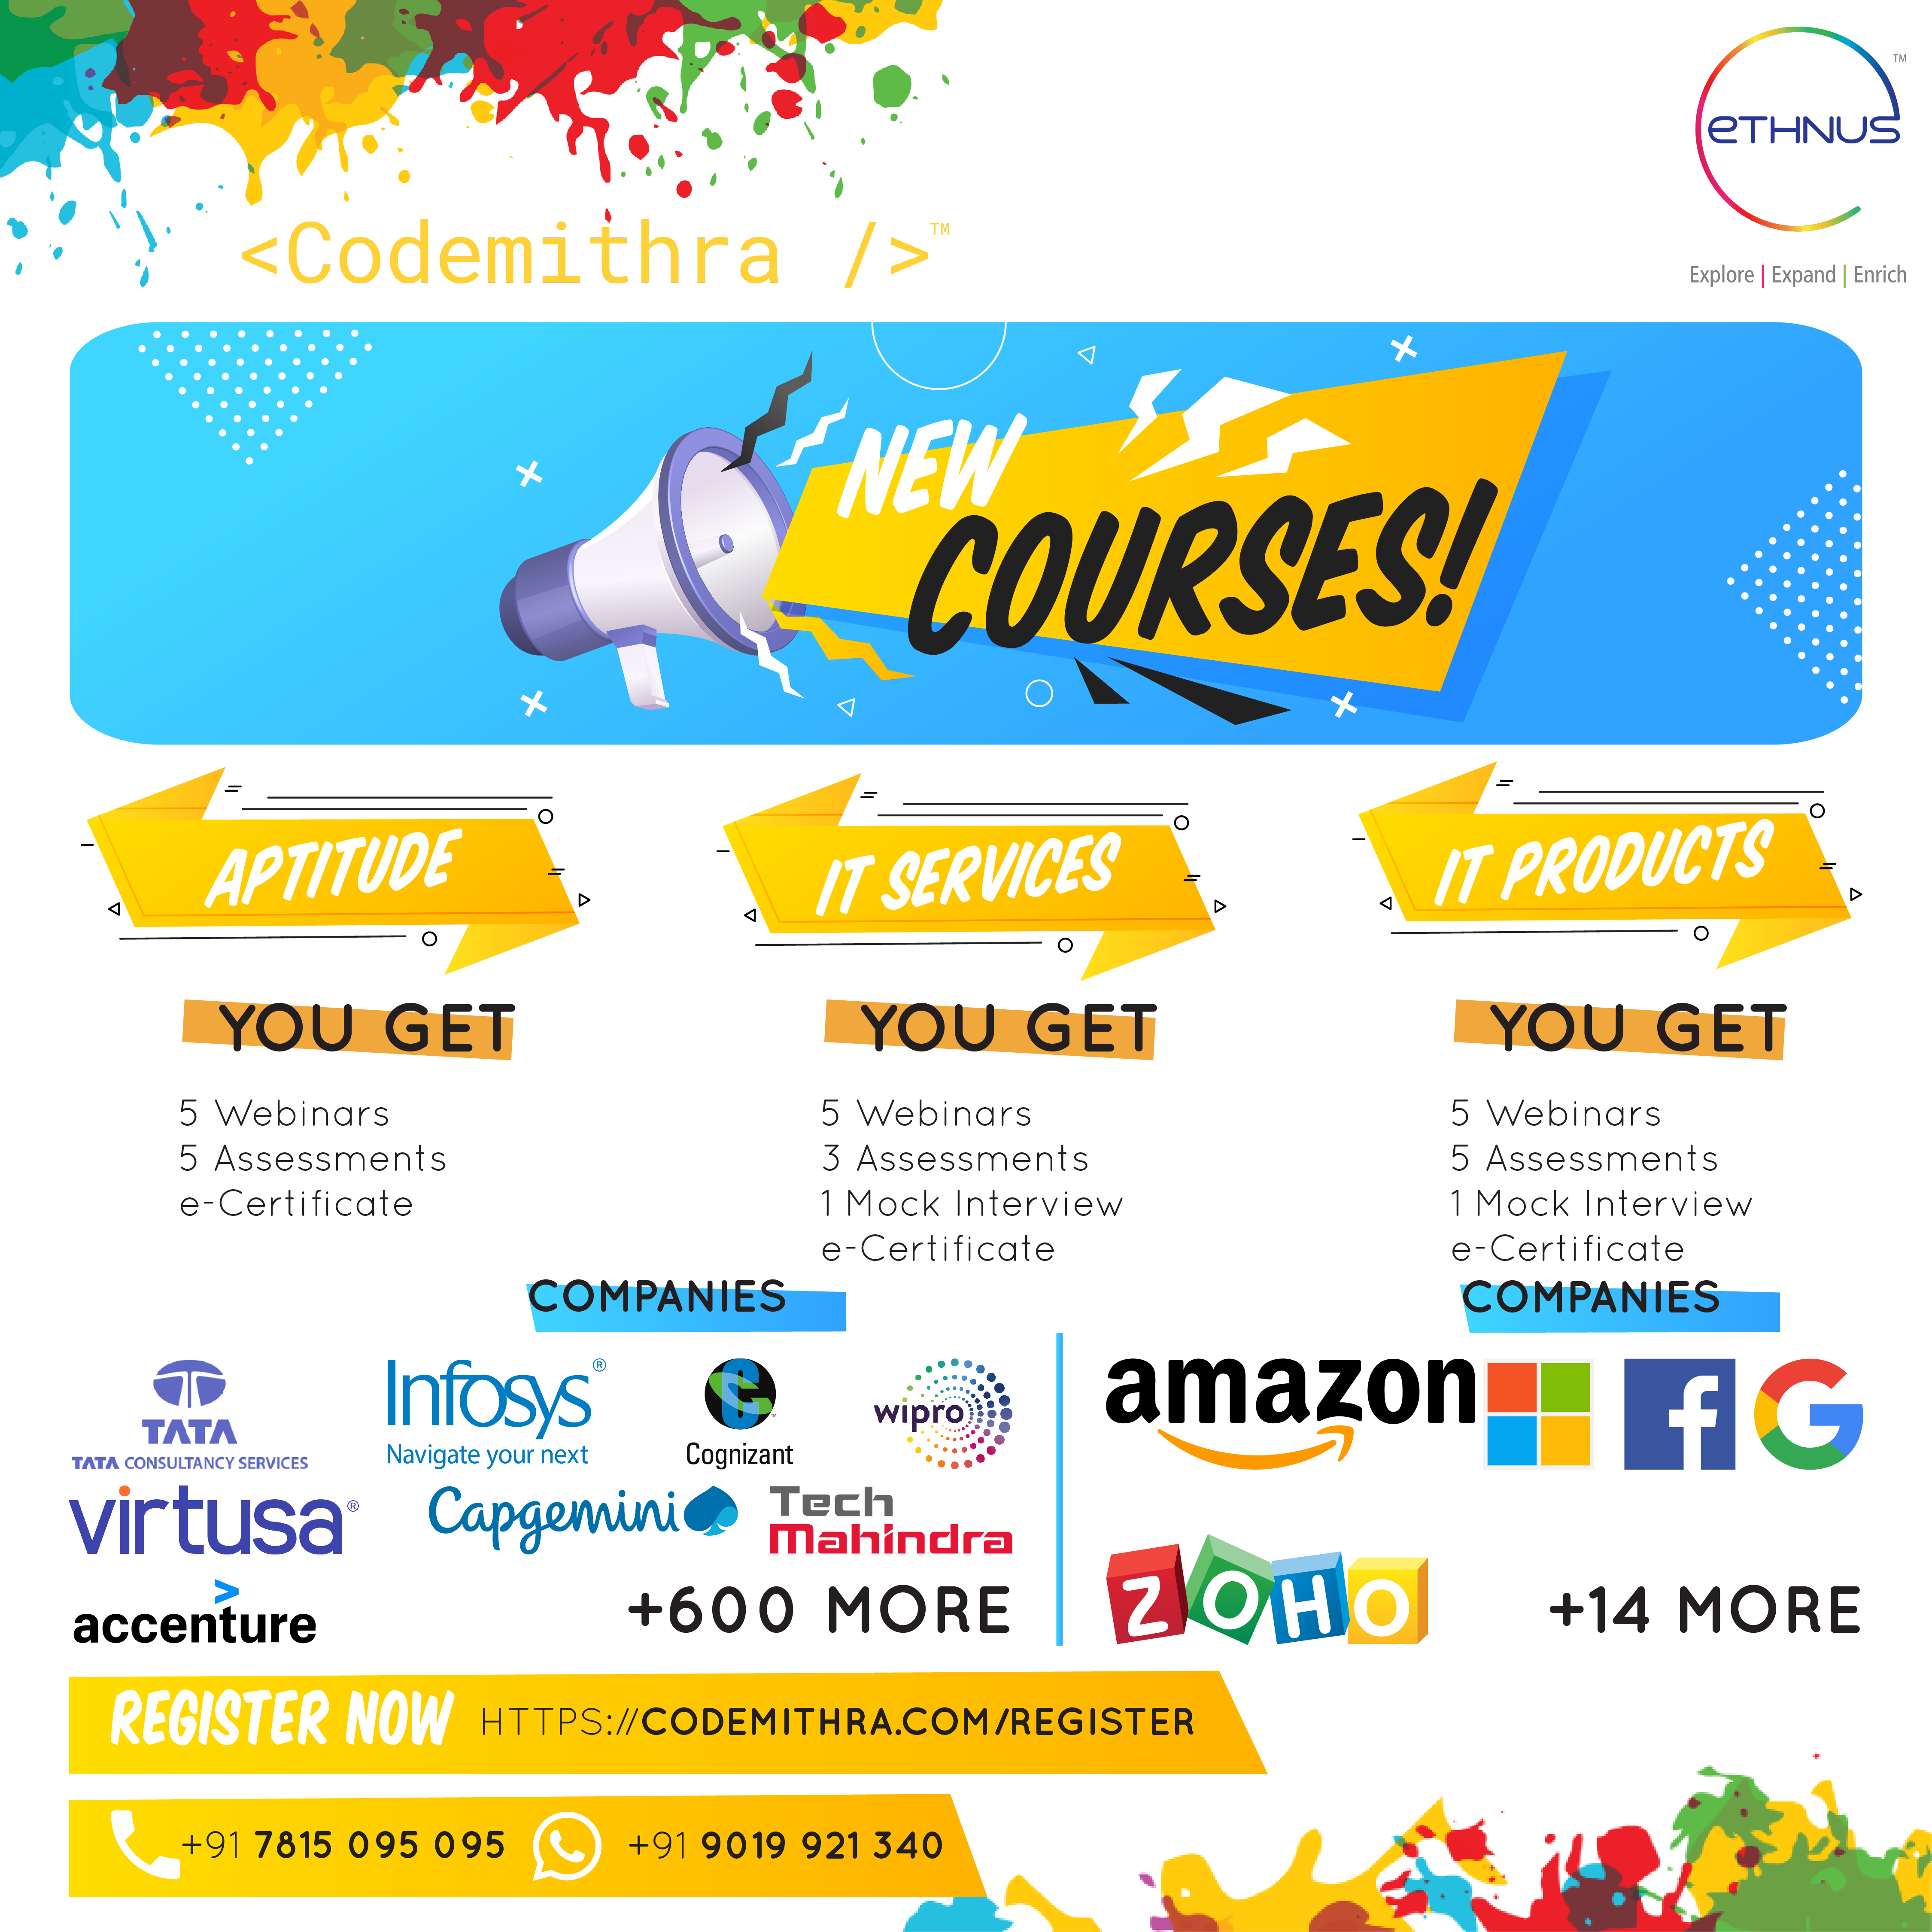 <Codemithra />™
eTHNUS
TM
Explore | Expand | Enrich
NEW
COURSES!
APTITUDE
YOU GET
5 Webinars
5 Assessments
e-Certificate
IT SERVICES
YOU GET
5 Webinars
3 Assessments
1 Mock Interview
e-Certificate
IT PRODUCTS
YOU GET
5 Webinars
5 Assessments
1 Mock Interview
e-Certificate
COMPANIES
TATA
TATA CONSULTANCY SERVICES
Infosys®
Navigate your next
Cognizant
wipro
virtusa®
Capgemini
Tech
Mahindra
>
accenture
+600 MORE
COMPANIES
amazon
f
G
ZOHO
+14 MORE
REGISTER NOW HTTPS://CODEMITHRA.COM/REGISTER
+91 7815 095 095
+91 9019 921 340